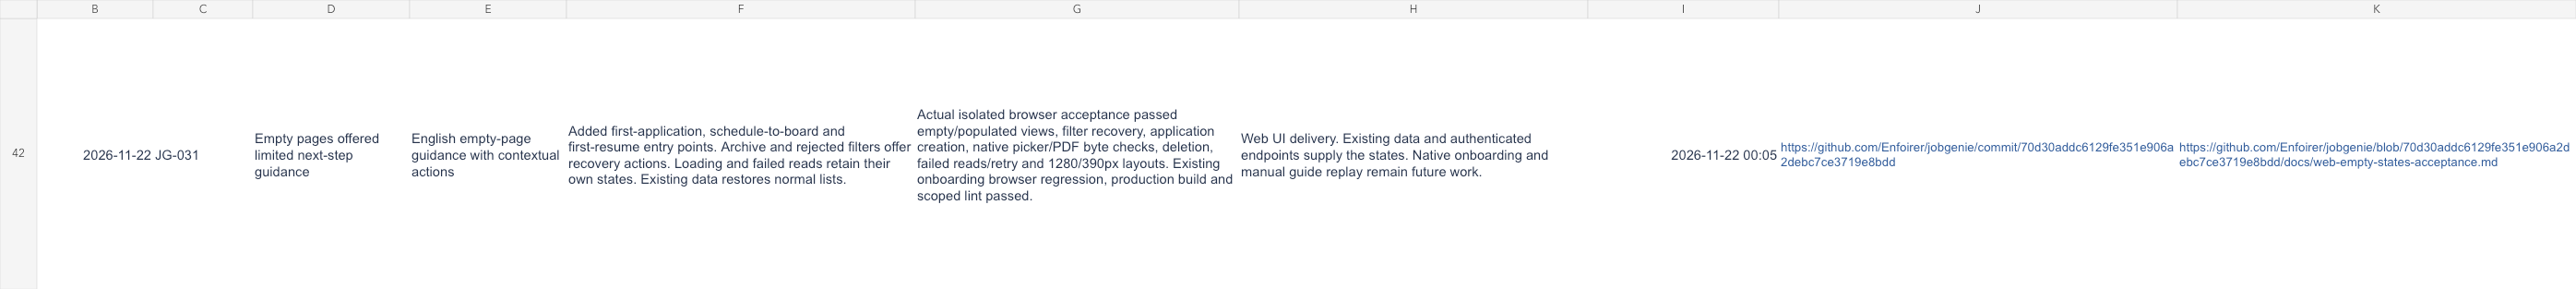 B C D E F G H I J K
42
2026-11-22
JG-031
Empty pages offered
limited next-step
guidance
English empty-page
guidance with contextual
actions
Added first-application, schedule-to-board and
first-resume entry points. Archive and rejected filters offer
recovery actions. Loading and failed reads retain their
own states. Existing data restores normal lists.
Actual isolated browser acceptance passed
empty/populated views, filter recovery, application
creation, native picker/PDF byte checks, deletion,
failed reads/retry and 1280/390px layouts. Existing
onboarding browser regression, production build and
scoped lint passed.
Web UI delivery. Existing data and authenticated
endpoints supply the states. Native onboarding and
manual guide replay remain future work.
2026-11-22 00:05
https://github.com/Enfoirer/jobgenie/commit/70d30addc6129fe351e906a
2debc7ce3719e8bdd
https://github.com/Enfoirer/jobgenie/blob/70d30addc6129fe351e906a2d
ebc7ce3719e8bdd/docs/web-empty-states-acceptance.md